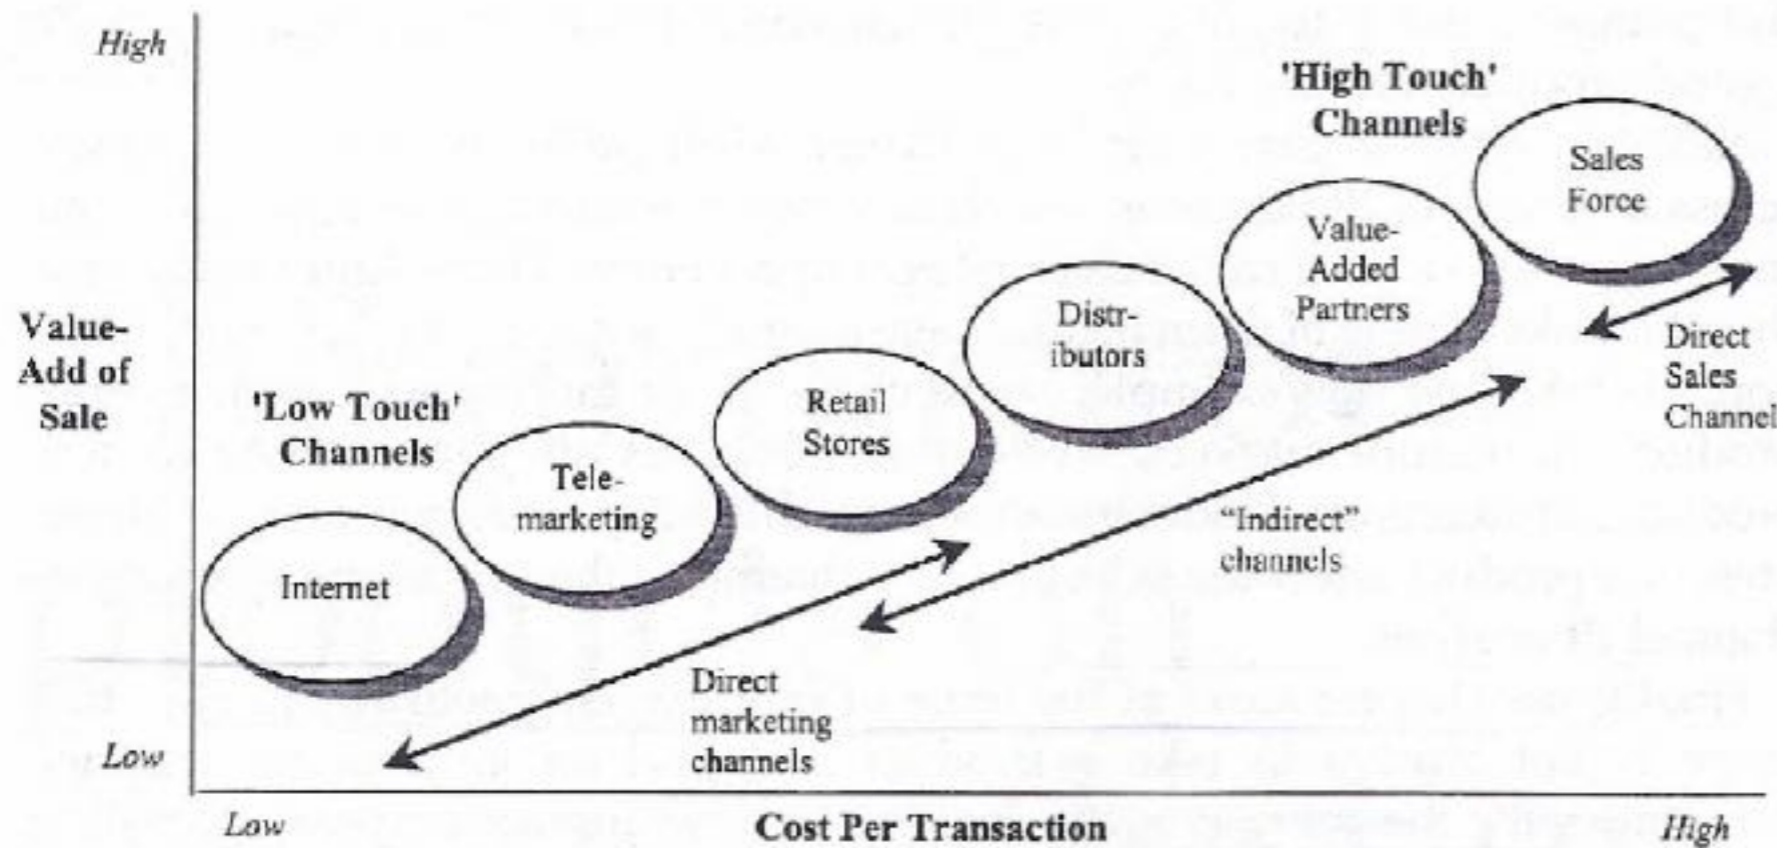 High
'High Touch'
Channels
Sales
Force
Value-
Added
Partners
Distr-
ibutors
Direct
Sales
Channel
Value-
Add of
Sale
'Low Touch'
Channels
Retail
Stores
Tele-
marketing
"Indirect"
channels
Internet
Direct
marketing
channels
Low
Low
Cost Per Transaction
High